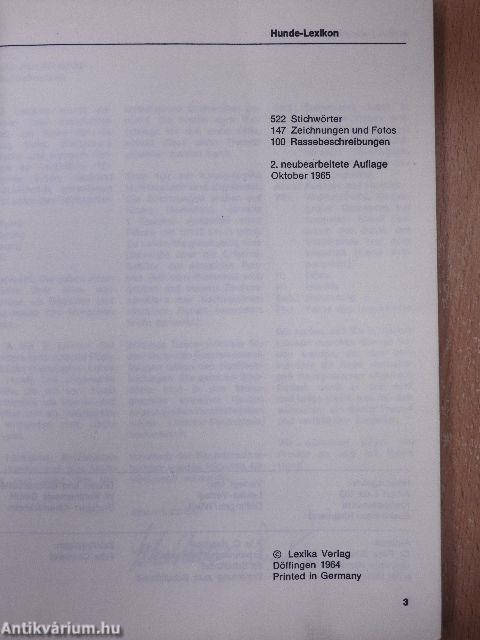 Hunde-Lexikon
522 Stichwörter
147 Zeichnungen und Fotos
100 Rassebeschreibungen
2. neubearbeitete Auflage
Oktober 1965
© Lexika Verlag
Döffingen 1964
Printed in Germany
3
Antikvárium.hu